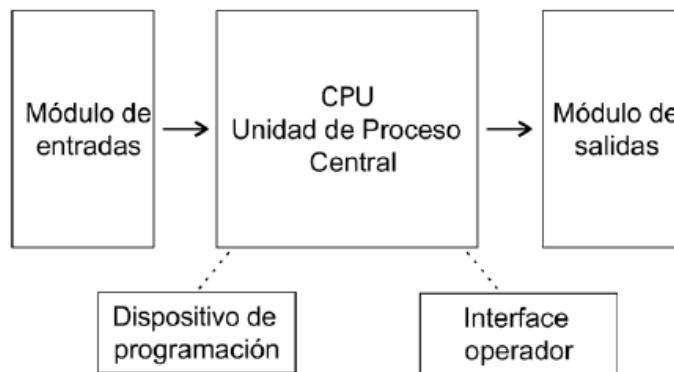 Módulo de
entradas
CPU
Unidad de Proceso
Central
Módulo de
salidas
Dispositivo de
programación
Interface
operador